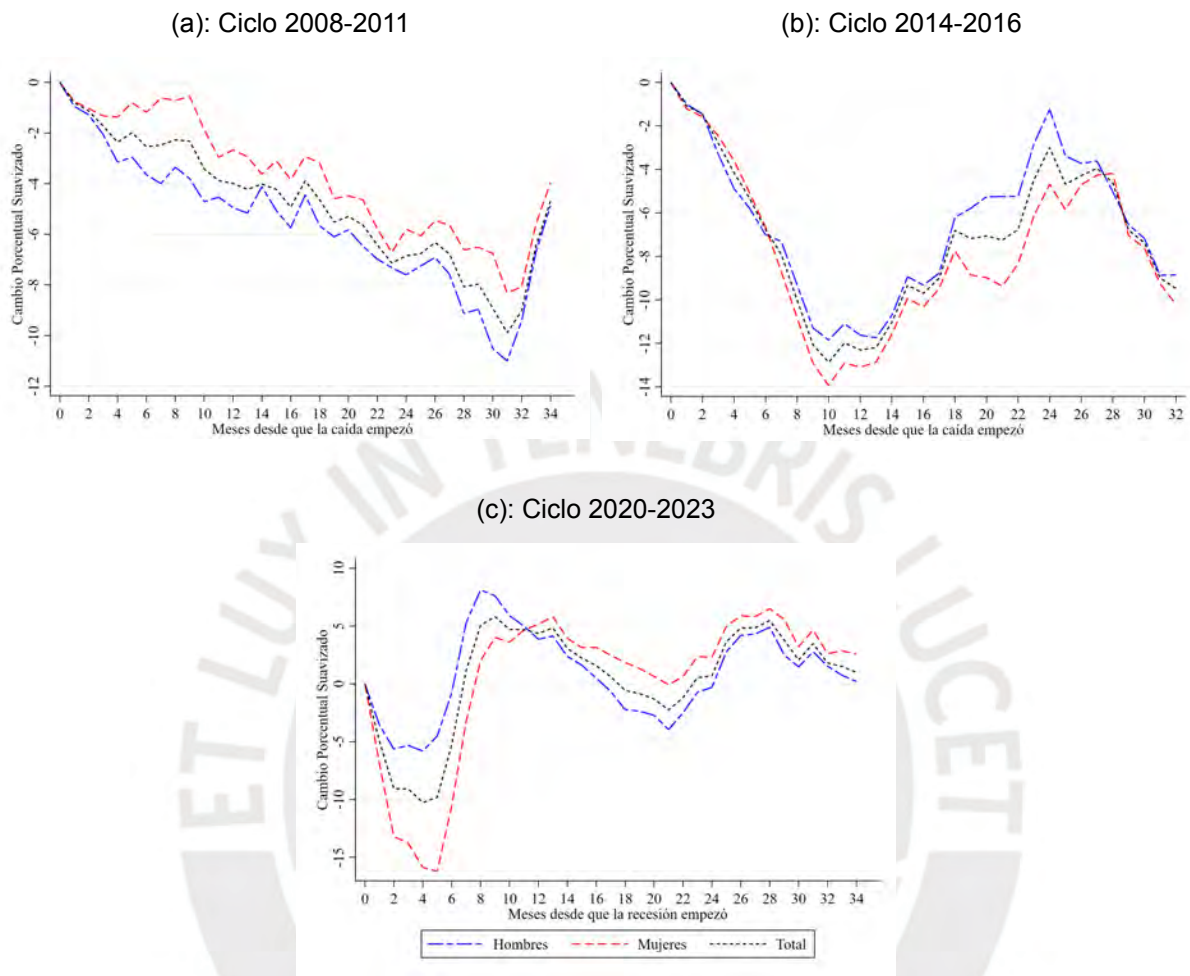 (a): Ciclo 2008-2011
Cambio Porcentual Suavizado
0
-2
-4
-6
-8
-10
-12
0 2 4 6 8 10 12 14 16 18 20 22 24 26 28 30 32 34
Meses desde que la caída empezó
(b): Ciclo 2014-2016
Cambio Porcentual Suavizado
0
-2
-4
-6
-8
-10
-12
-14
0 2 4 6 8 10 12 14 16 18 20 22 24 26 28 30 32
Meses desde que la caída empezó
(c): Ciclo 2020-2023
Cambio Porcentual Suavizado
10
5
0
-5
-10
-15
0 2 4 6 8 10 12 14 16 18 20 22 24 26 28 30 32 34
Meses desde que la recesión empezó
Hombres Mujeres Total
ET LUX IN TENEBRIS LUCET